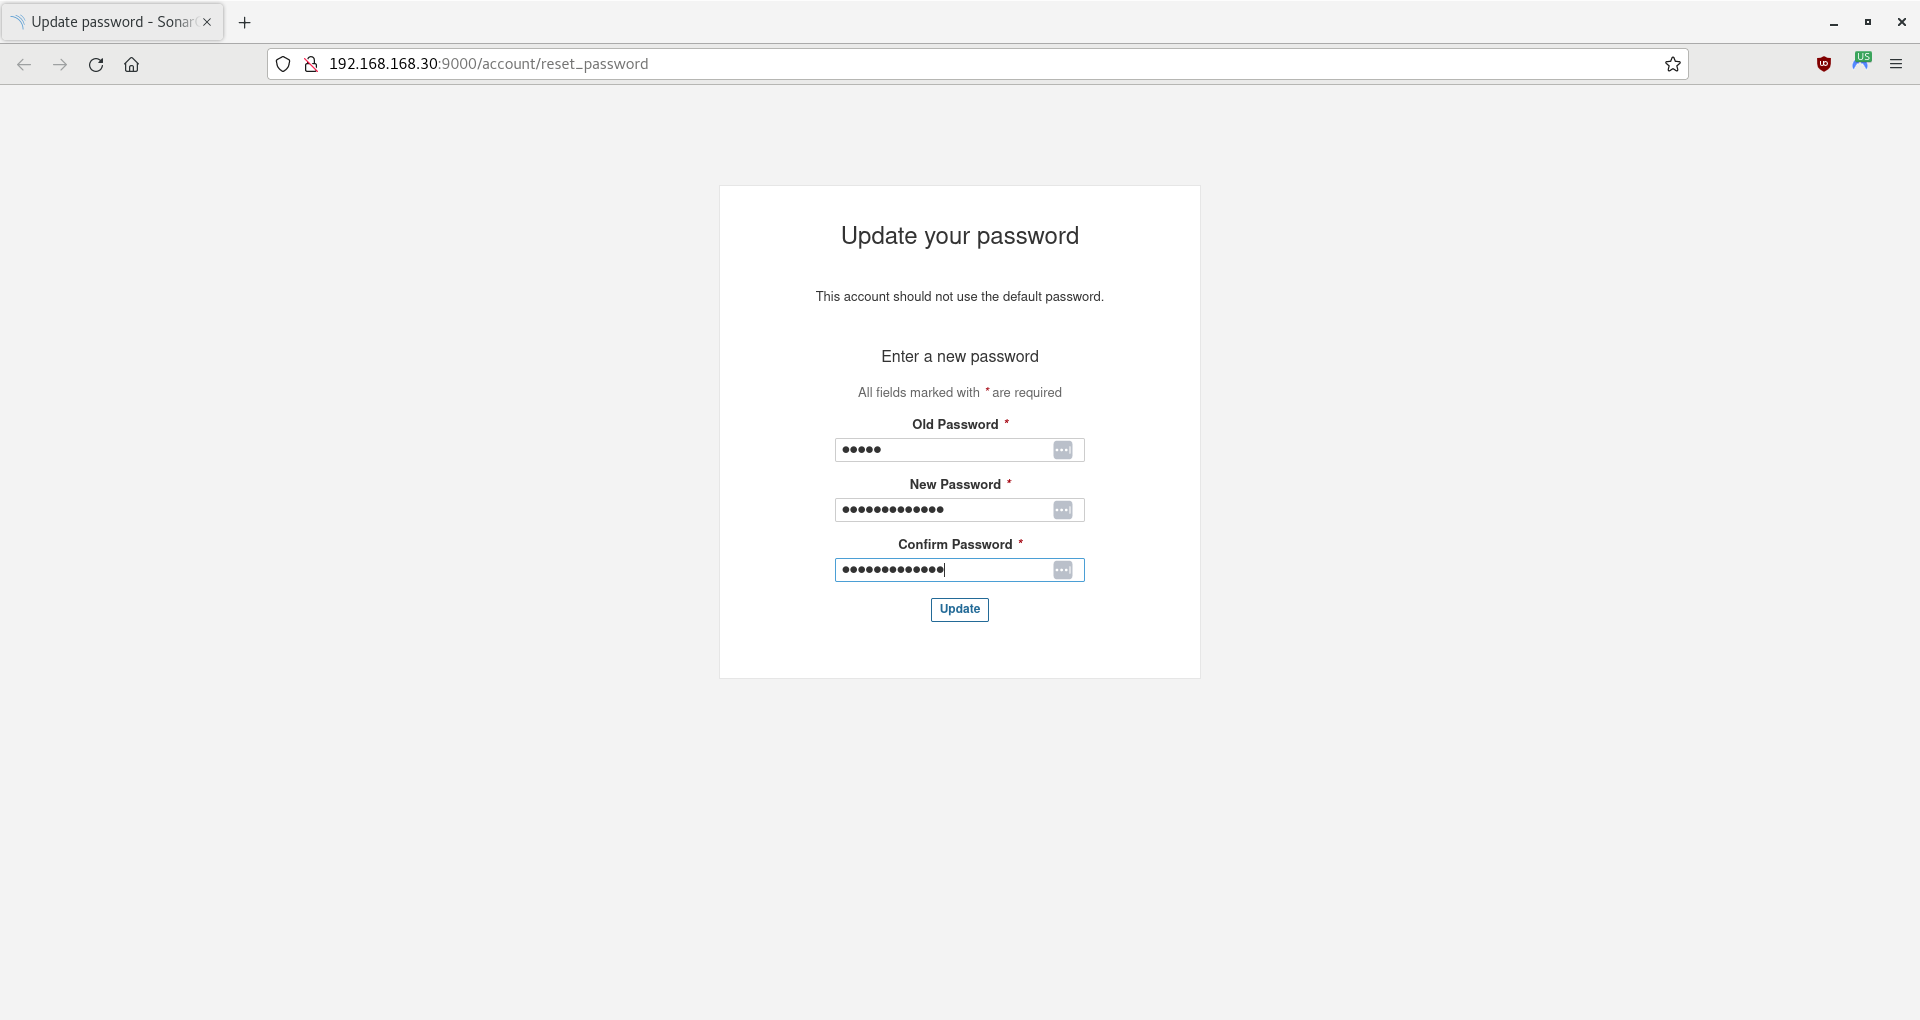 Update password - Sonar
192.168.168.30:9000/account/reset_password
US
Update your password
This account should not use the default password.
Enter a new password
All fields marked with * are required
Old Password *
●●●●●
New Password *
●●●●●●●●●●●●●
Confirm Password *
●●●●●●●●●●●●●
Update